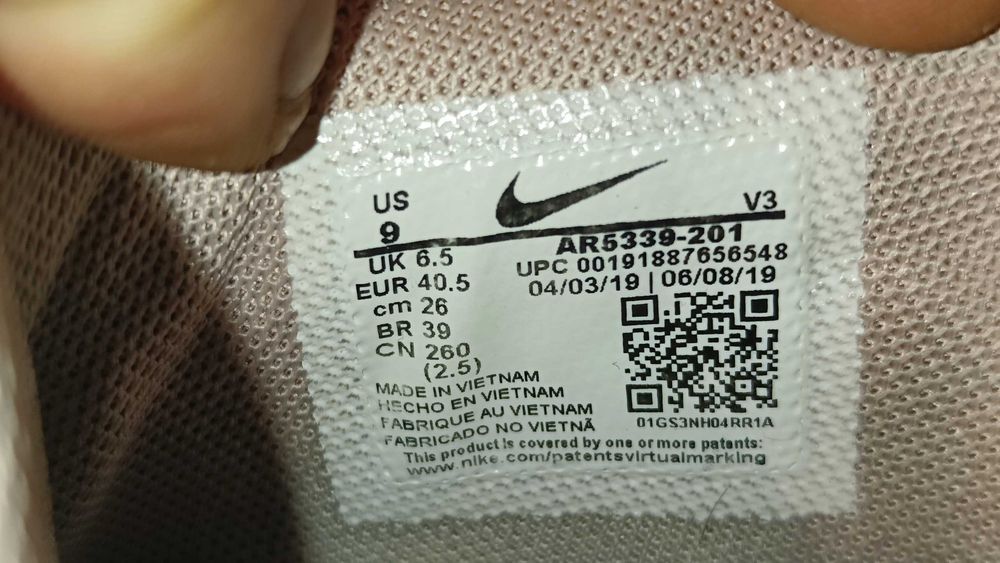 US
9
V3
AR5339-201
UPC 00191887656548
04/03/19 | 06/08/19
UK 6.5
EUR 40.5
cm 26
BR 39
CN 260
(2.5)
MADE IN VIETNAM
HECHO EN VIETNAM
FABRIQUE AU VIETNAM
FABRICADO NO VIETNÃ
01GS3NH04RR1A
This product is covered by one or more patents:
www.nike.com/patentsvirtualmarking